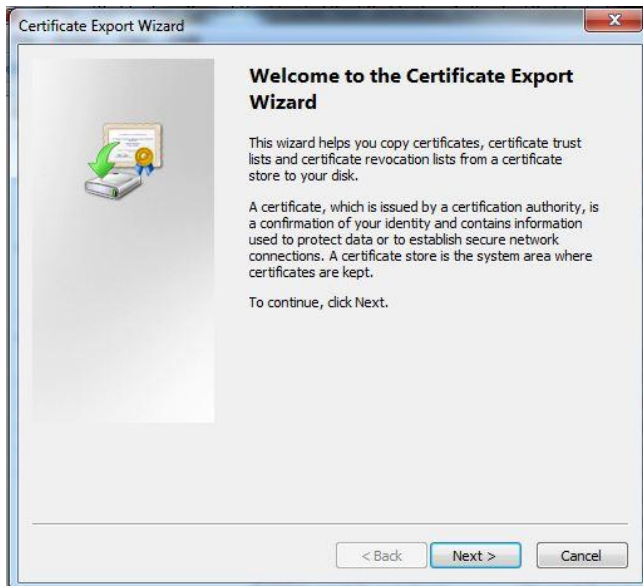 Certificate Export Wizard
Welcome to the Certificate Export
Wizard
This wizard helps you copy certificates, certificate trust
lists and certificate revocation lists from a certificate
store to your disk.
A certificate, which is issued by a certification authority, is
a confirmation of your identity and contains information
used to protect data or to establish secure network
connections. A certificate store is the system area where
certificates are kept.
To continue, click Next.
< Back
Next >
Cancel